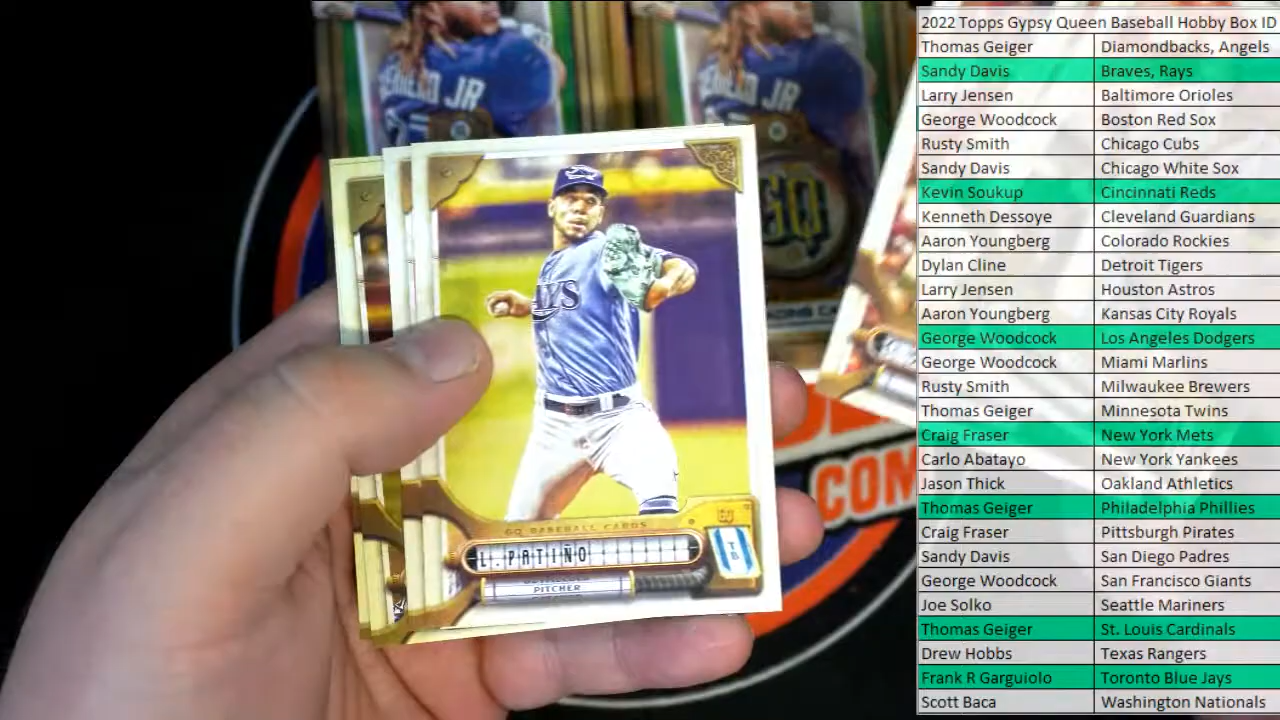 2022 Topps Gypsy Queen Baseball Hobby Box ID
Thomas Geiger Diamondbacks, Angels
Sandy Davis Braves, Rays
Larry Jensen Baltimore Orioles
George Woodcock Boston Red Sox
Rusty Smith Chicago Cubs
Sandy Davis Chicago White Sox
Kevin Soukup Cincinnati Reds
Kenneth Dessoye Cleveland Guardians
Aaron Youngberg Colorado Rockies
Dylan Cline Detroit Tigers
Larry Jensen Houston Astros
Aaron Youngberg Kansas City Royals
George Woodcock Los Angeles Dodgers
George Woodcock Miami Marlins
Rusty Smith Milwaukee Brewers
Thomas Geiger Minnesota Twins
Craig Fraser New York Mets
Carlo Abatayo New York Yankees
Jason Thick Oakland Athletics
Thomas Geiger Philadelphia Phillies
Craig Fraser Pittsburgh Pirates
Sandy Davis San Diego Padres
George Woodcock San Francisco Giants
Joe Solko Seattle Mariners
Thomas Geiger St. Louis Cardinals
Drew Hobbs Texas Rangers
Frank R Garguiolo Toronto Blue Jays
Scott Baca Washington Nationals
JR
JR
GQ
AYS
COM
GQ BASEBALL CARDS
L. PATIÑO
TB
PITCHER